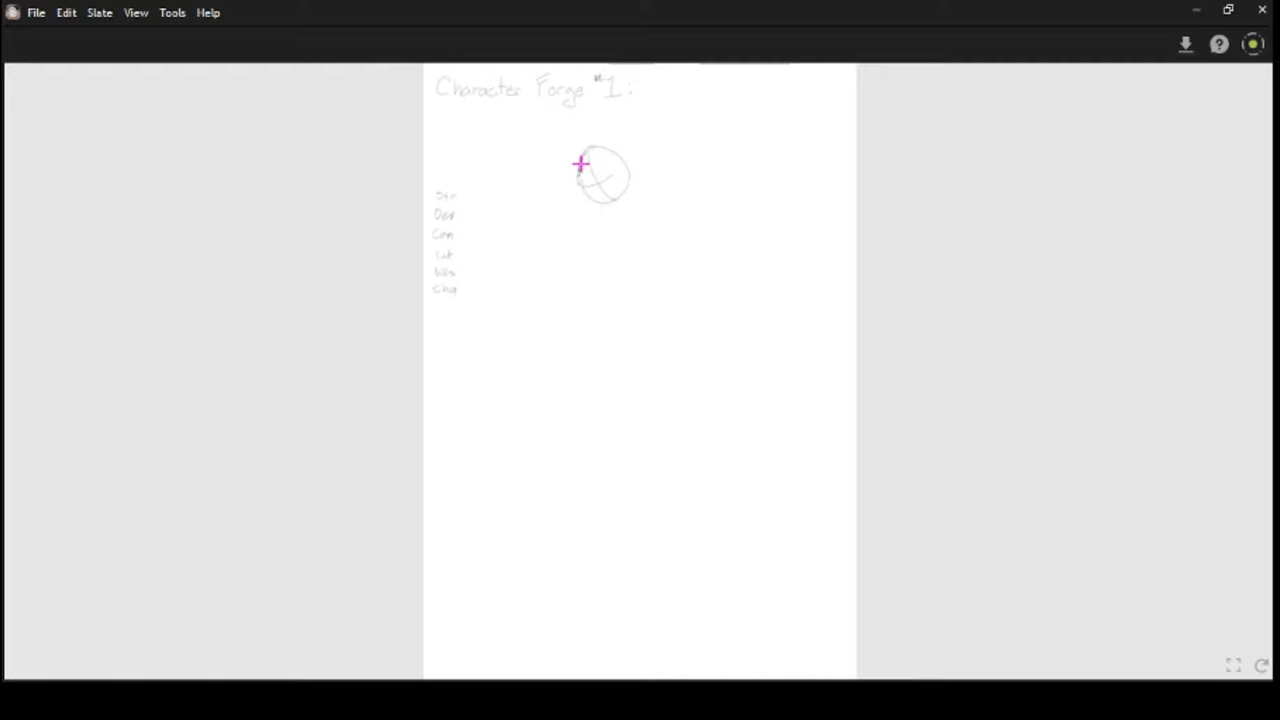 File Edit Slate View Tools Help
Character Forge #1:
Str
Dex
Con
Int
Wis
Cha